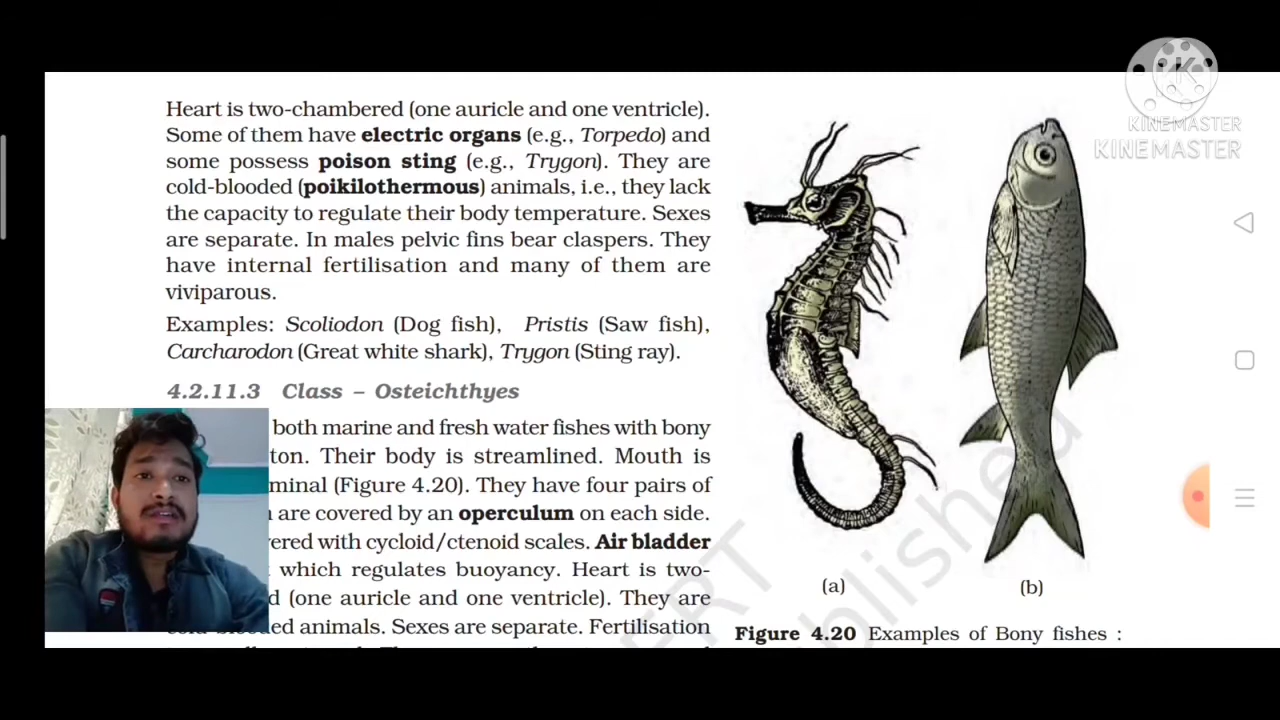 Heart is two-chambered (one auricle and one ventricle).
Some of them have electric organs (e.g., Torpedo) and
some possess poison sting (e.g., Trygon). They are
cold-blooded (poikilothermous) animals, i.e., they lack
the capacity to regulate their body temperature. Sexes
are separate. In males pelvic fins bear claspers. They
have internal fertilisation and many of them are
viviparous.
Examples: Scoliodon (Dog fish), Pristis (Saw fish),
Carcharodon (Great white shark), Trygon (Sting ray).
4.2.11.3 Class – Osteichthyes
both marine and fresh water fishes with bony
ton. Their body is streamlined. Mouth is
minal (Figure 4.20). They have four pairs of
are covered by an operculum on each side.
ered with cycloid/ctenoid scales. Air bladder
which regulates buoyancy. Heart is two-
d (one auricle and one ventricle). They are
cold-blooded animals. Sexes are separate. Fertilisation
(a)
(b)
Figure 4.20 Examples of Bony fishes :
KINEMASTER
KINEMASTER